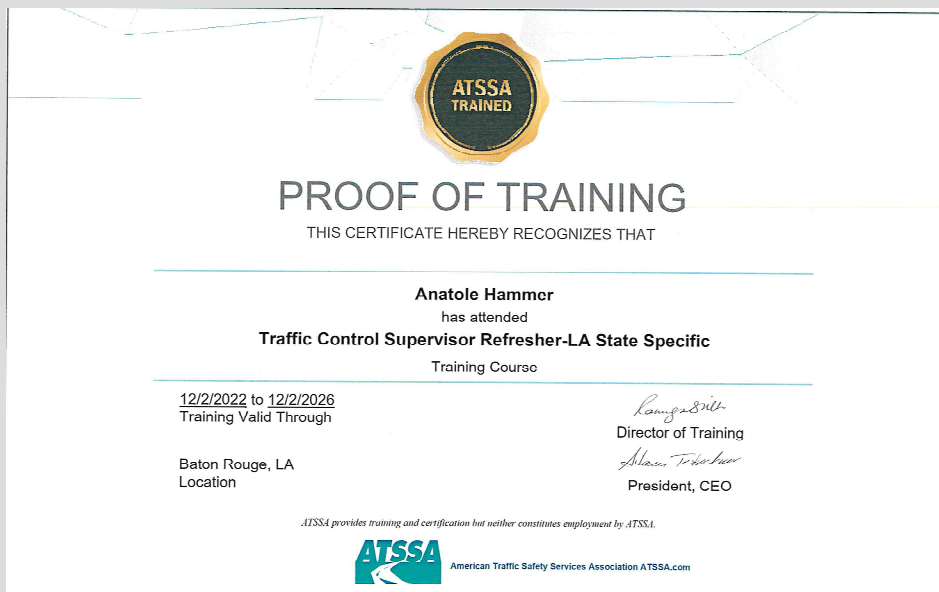 ATSSA
TRAINED
PROOF OF TRAINING
THIS CERTIFICATE HEREBY RECOGNIZES THAT
Anatole Hammer
has attended
Traffic Control Supervisor Refresher-LA State Specific
Training Course
12/2/2022 to 12/2/2026
Training Valid Through
Director of Training
Baton Rouge, LA
Location
President, CEO
ATSSA provides training and certification but neither constitutes employment by ATSSA.
ATSSA
American Traffic Safety Services Association ATSSA.com